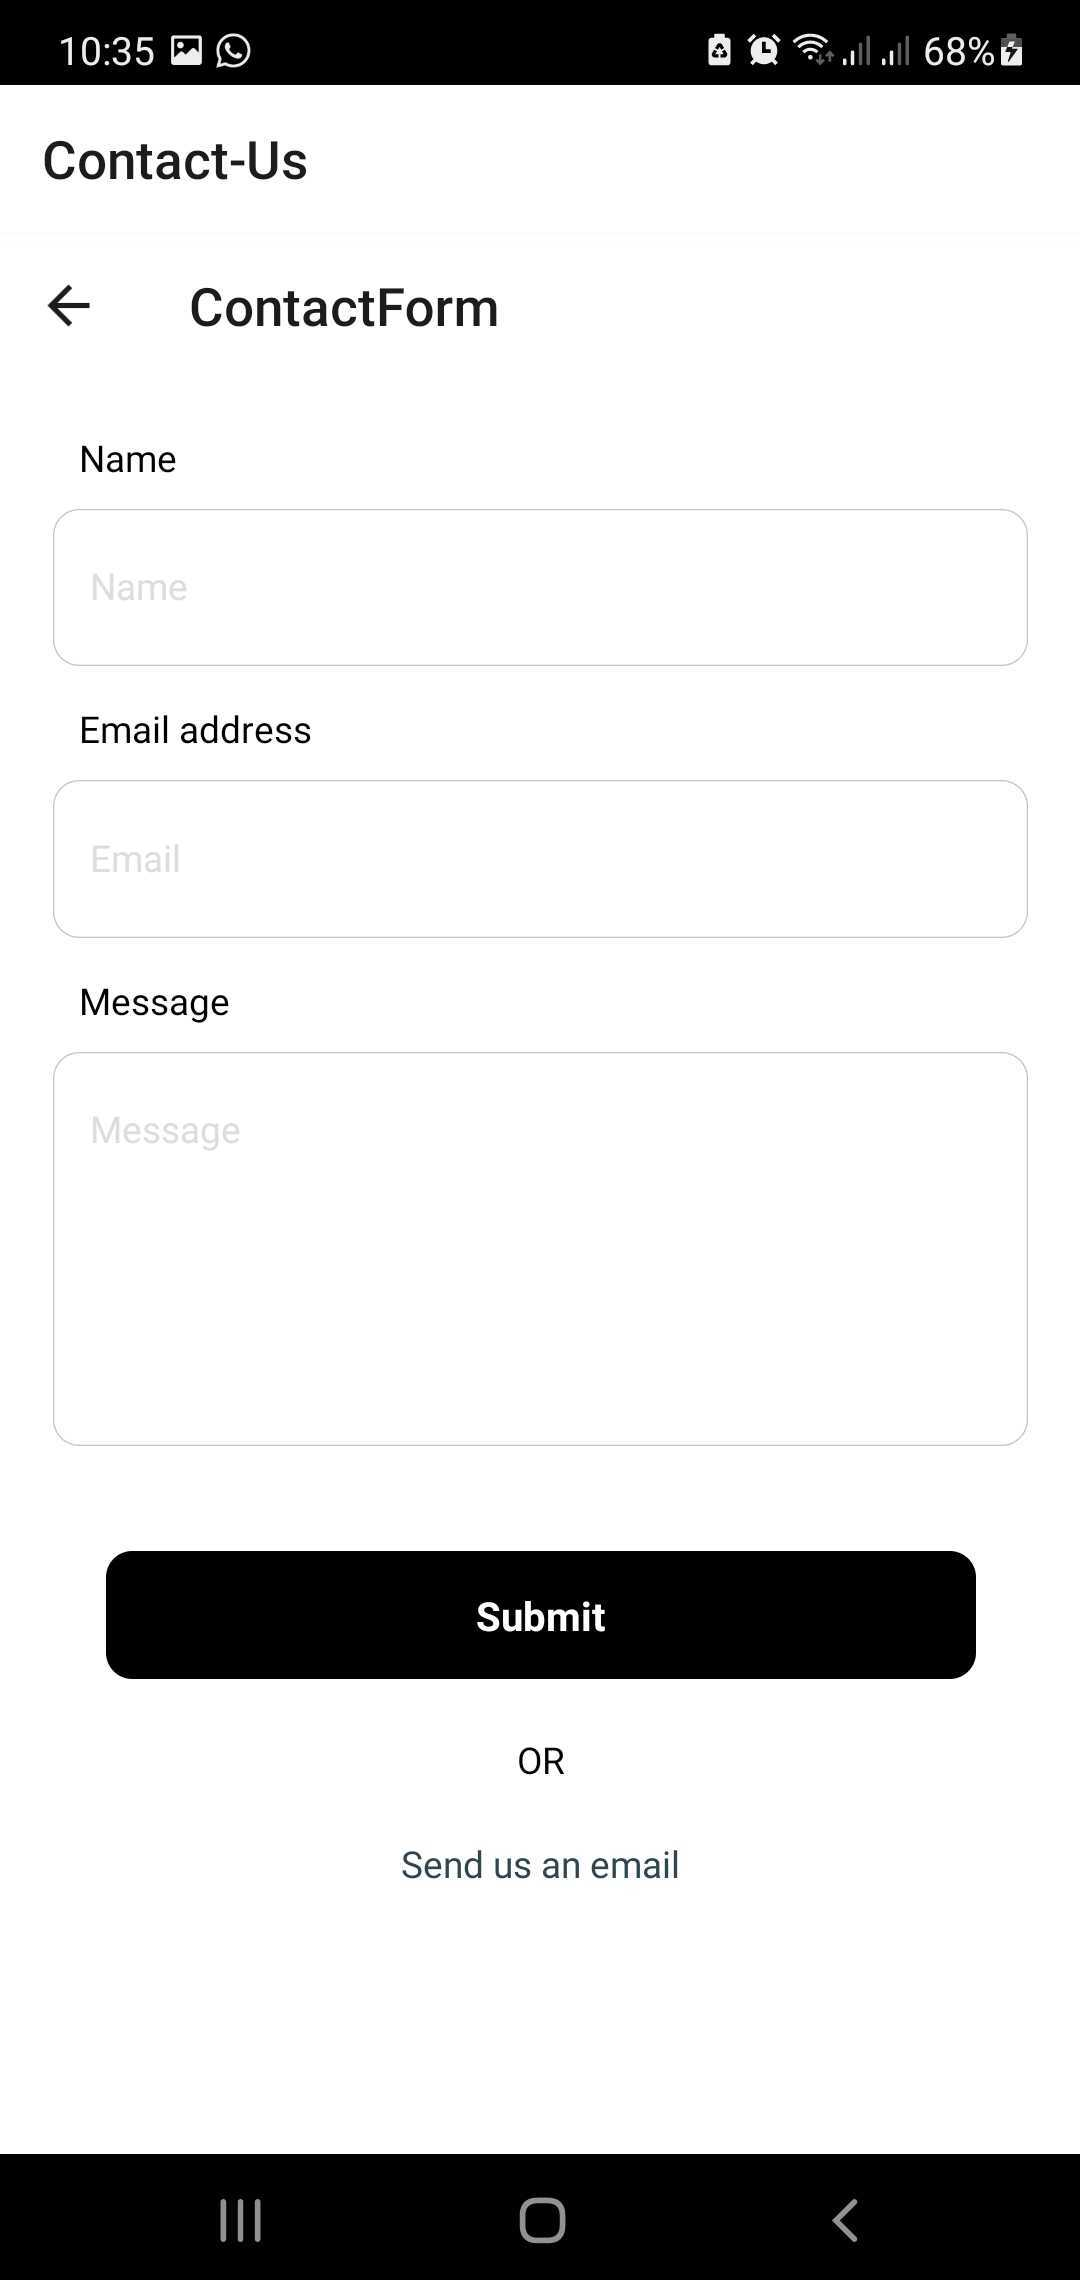 10:35 68%
Contact-Us
ContactForm
Name
Name
Email address
Email
Message
Message
Submit
OR
Send us an email